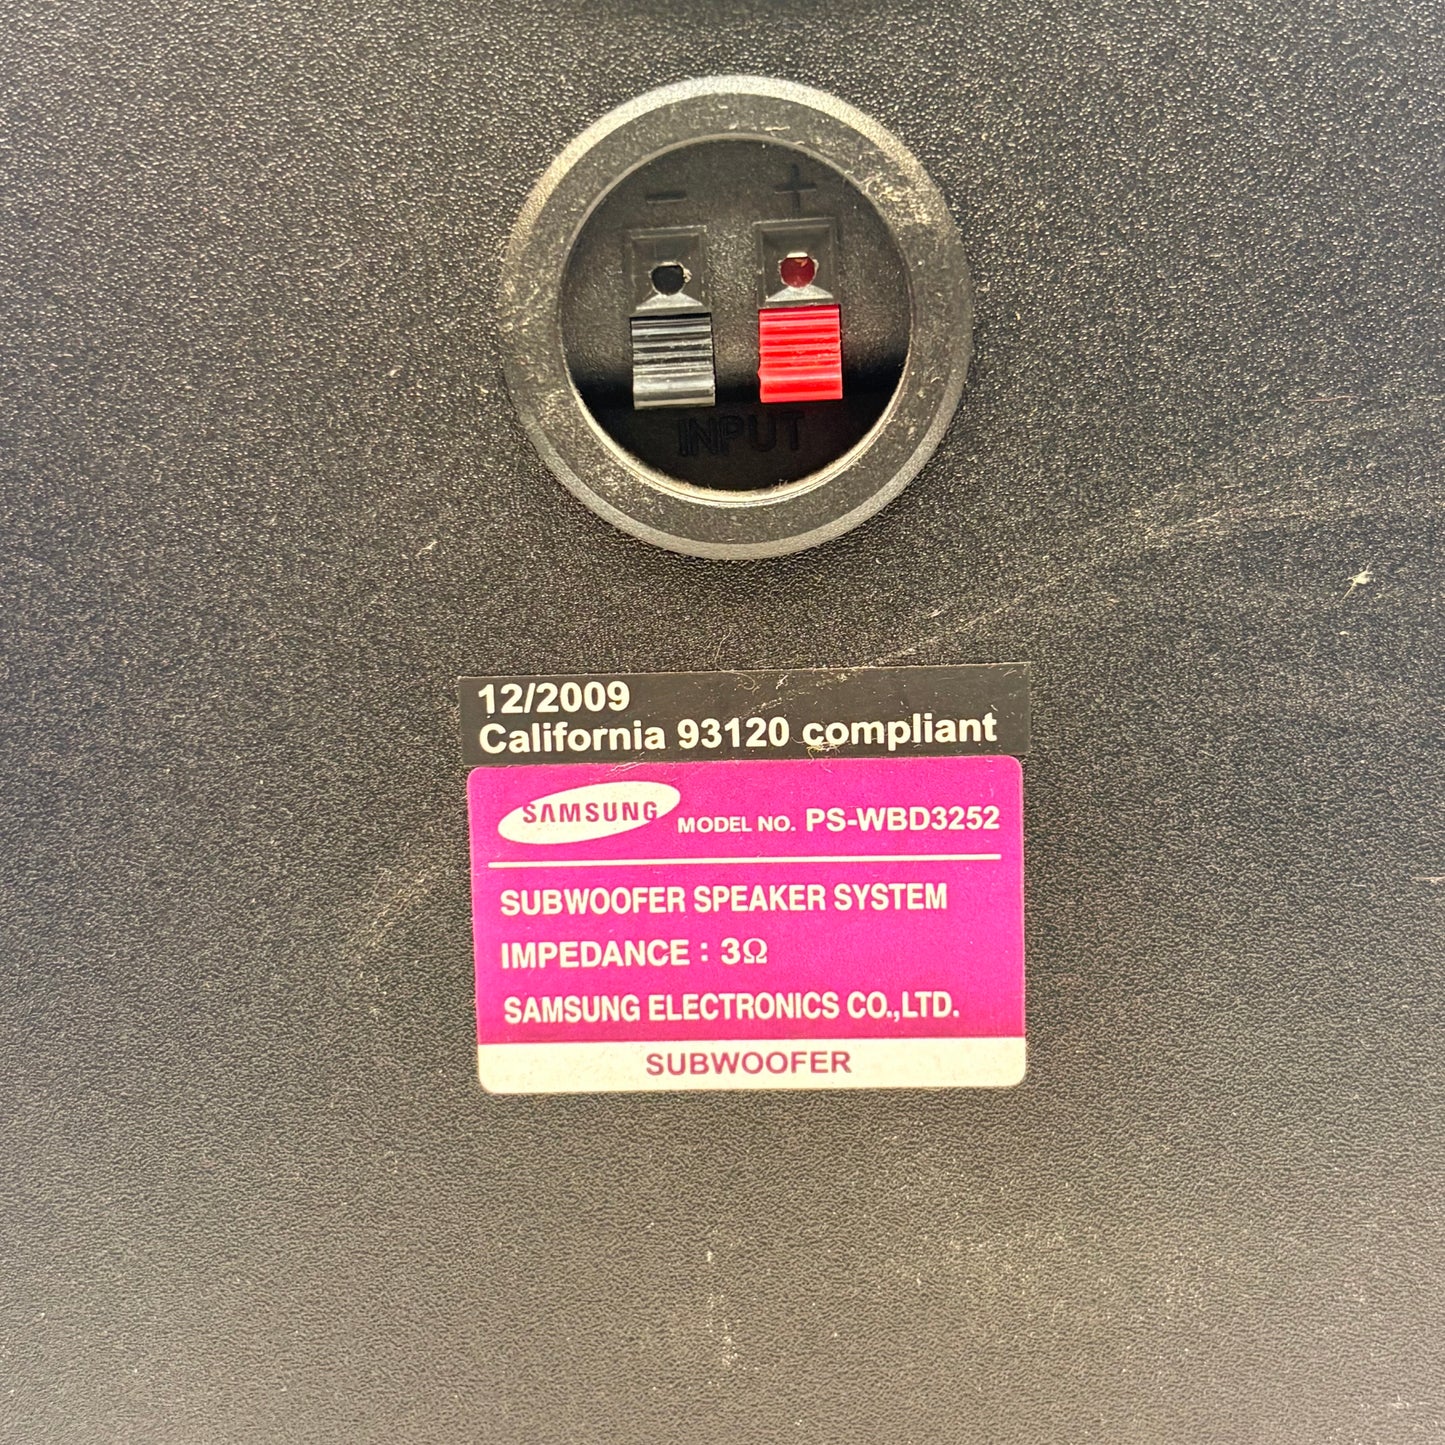 − +
INPUT
12/2009
California 93120 compliant
SAMSUNG MODEL NO. PS-WBD3252
SUBWOOFER SPEAKER SYSTEM
IMPEDANCE : 3Ω
SAMSUNG ELECTRONICS CO.,LTD.
SUBWOOFER